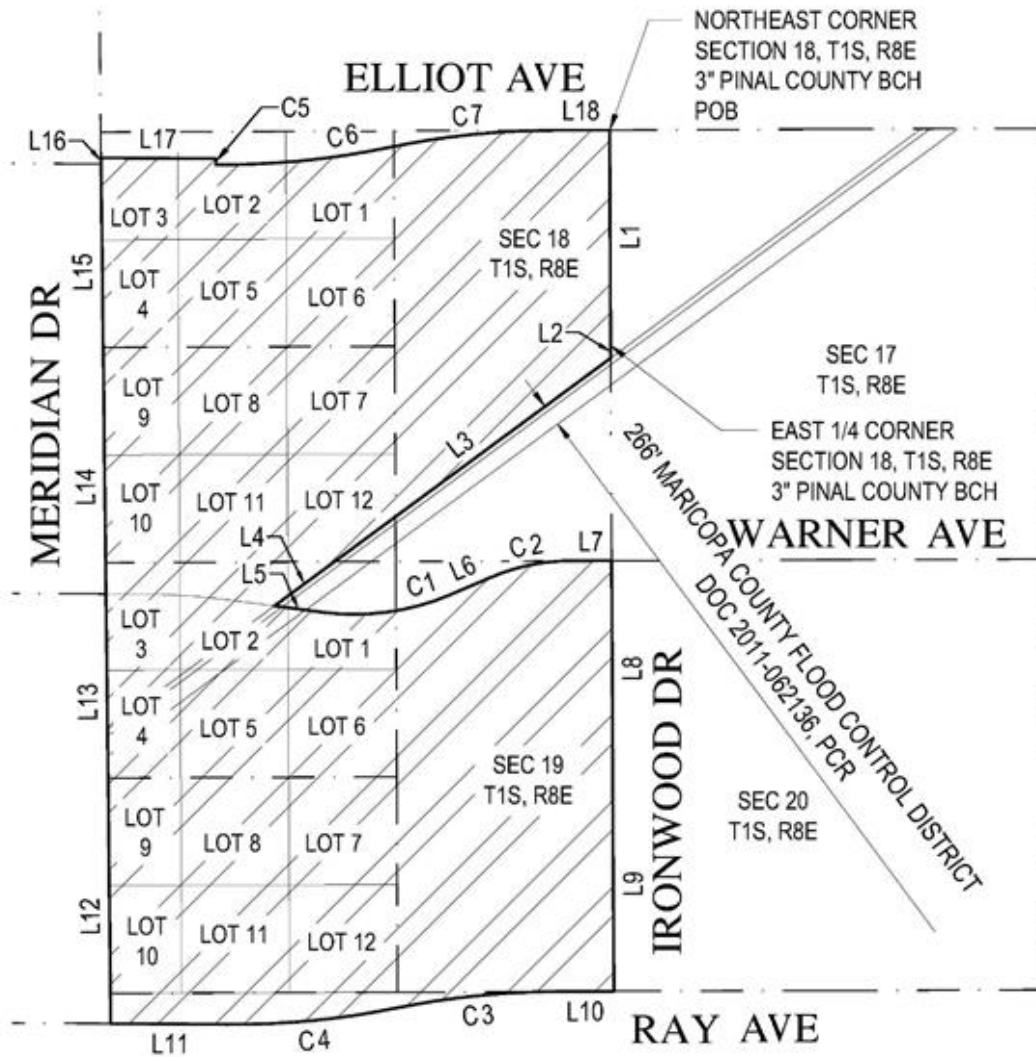 NORTHEAST CORNER
SECTION 18, T1S, R8E
3" PINAL COUNTY BCH
POB
ELLIOT AVE
C5
C6
C7
L18
L16
L17
LOT 3
LOT 2
LOT 1
SEC 18
T1S, R8E
L1
L15
LOT
4
LOT 5
LOT 6
MERIDIAN DR
L2
SEC 17
T1S, R8E
LOT
9
LOT 8
LOT 7
L3
EAST 1/4 CORNER
SECTION 18, T1S, R8E
3" PINAL COUNTY BCH
266' MARICOPA COUNTY FLOOD CONTROL DISTRICT
DOC 2011-062136, PCR
L14
LOT
10
LOT 11
LOT 12
WARNER AVE
L4
L5
C1
L6
C2
L7
LOT
3
LOT 2
LOT 1
L8
L13
LOT
4
LOT 5
LOT 6
IRONWOOD DR
SEC 19
T1S, R8E
SEC 20
T1S, R8E
LOT
9
LOT 8
LOT 7
L9
L12
LOT
10
LOT 11
LOT 12
C3
L10
C4
L11
RAY AVE